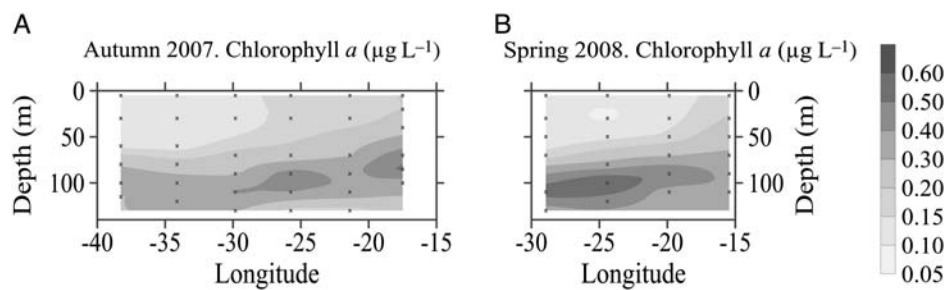 A
Autumn 2007. Chlorophyll a (µg L–1)
Depth (m)
0
50
100
-40 -35 -30 -25 -20 -15
Longitude
B
Spring 2008. Chlorophyll a (µg L–1)
0
50
100
Depth (m)
-30 -25 -20 -15
Longitude
0.60
0.50
0.40
0.30
0.20
0.15
0.10
0.05